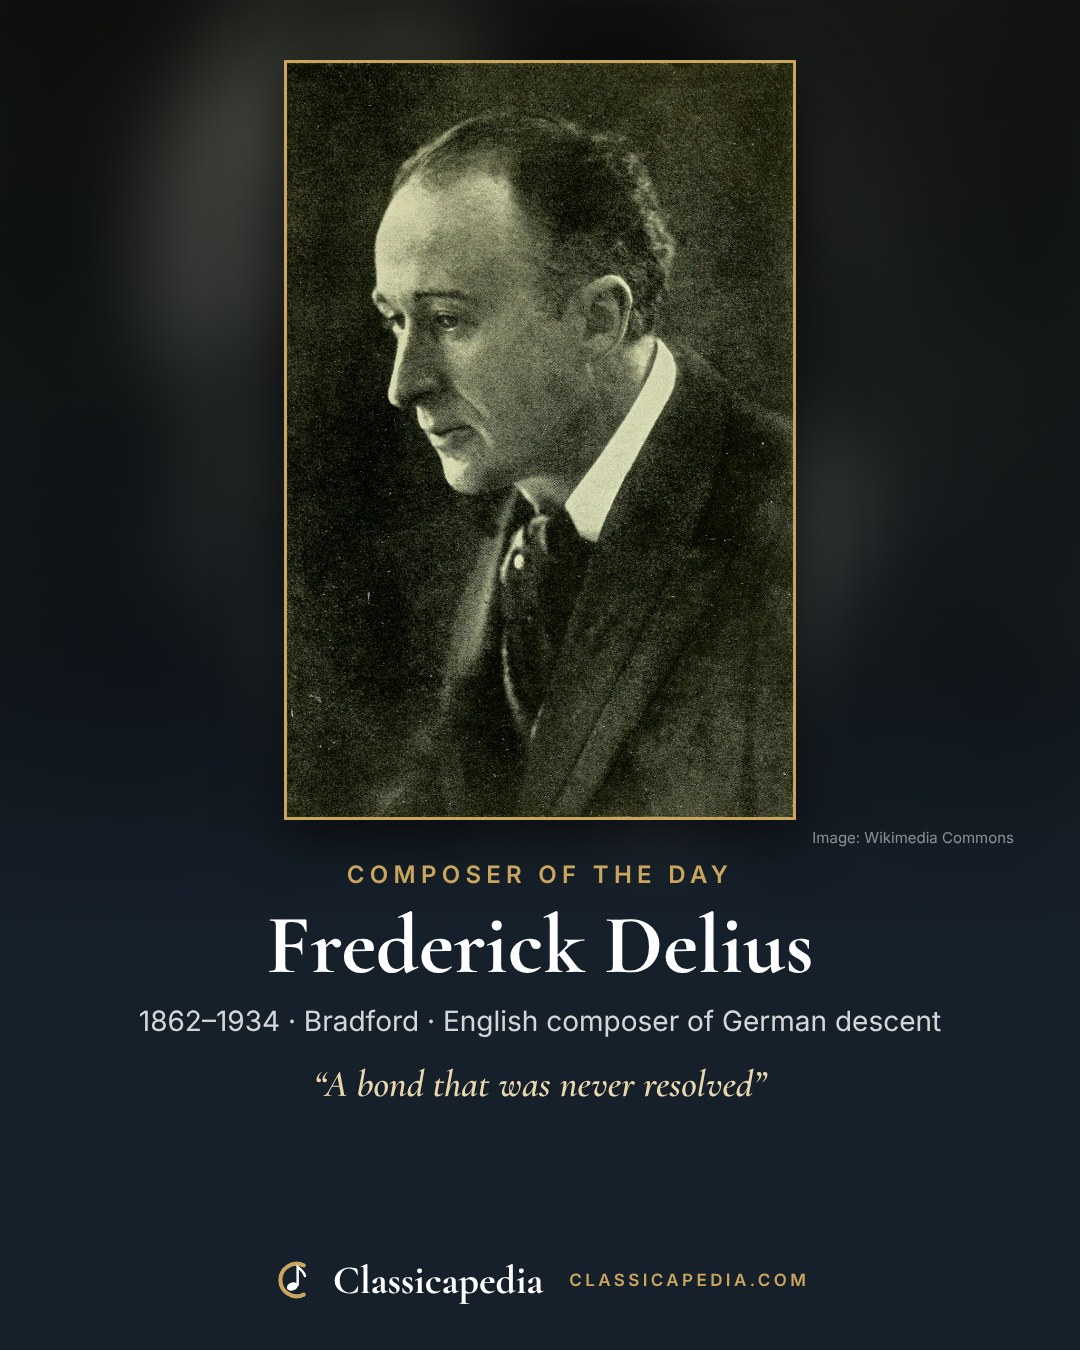 Image: Wikimedia Commons
COMPOSER OF THE DAY
Frederick Delius
1862–1934 · Bradford · English composer of German descent
“A bond that was never resolved”
Classicapedia CLASSICAPEDIA.COM